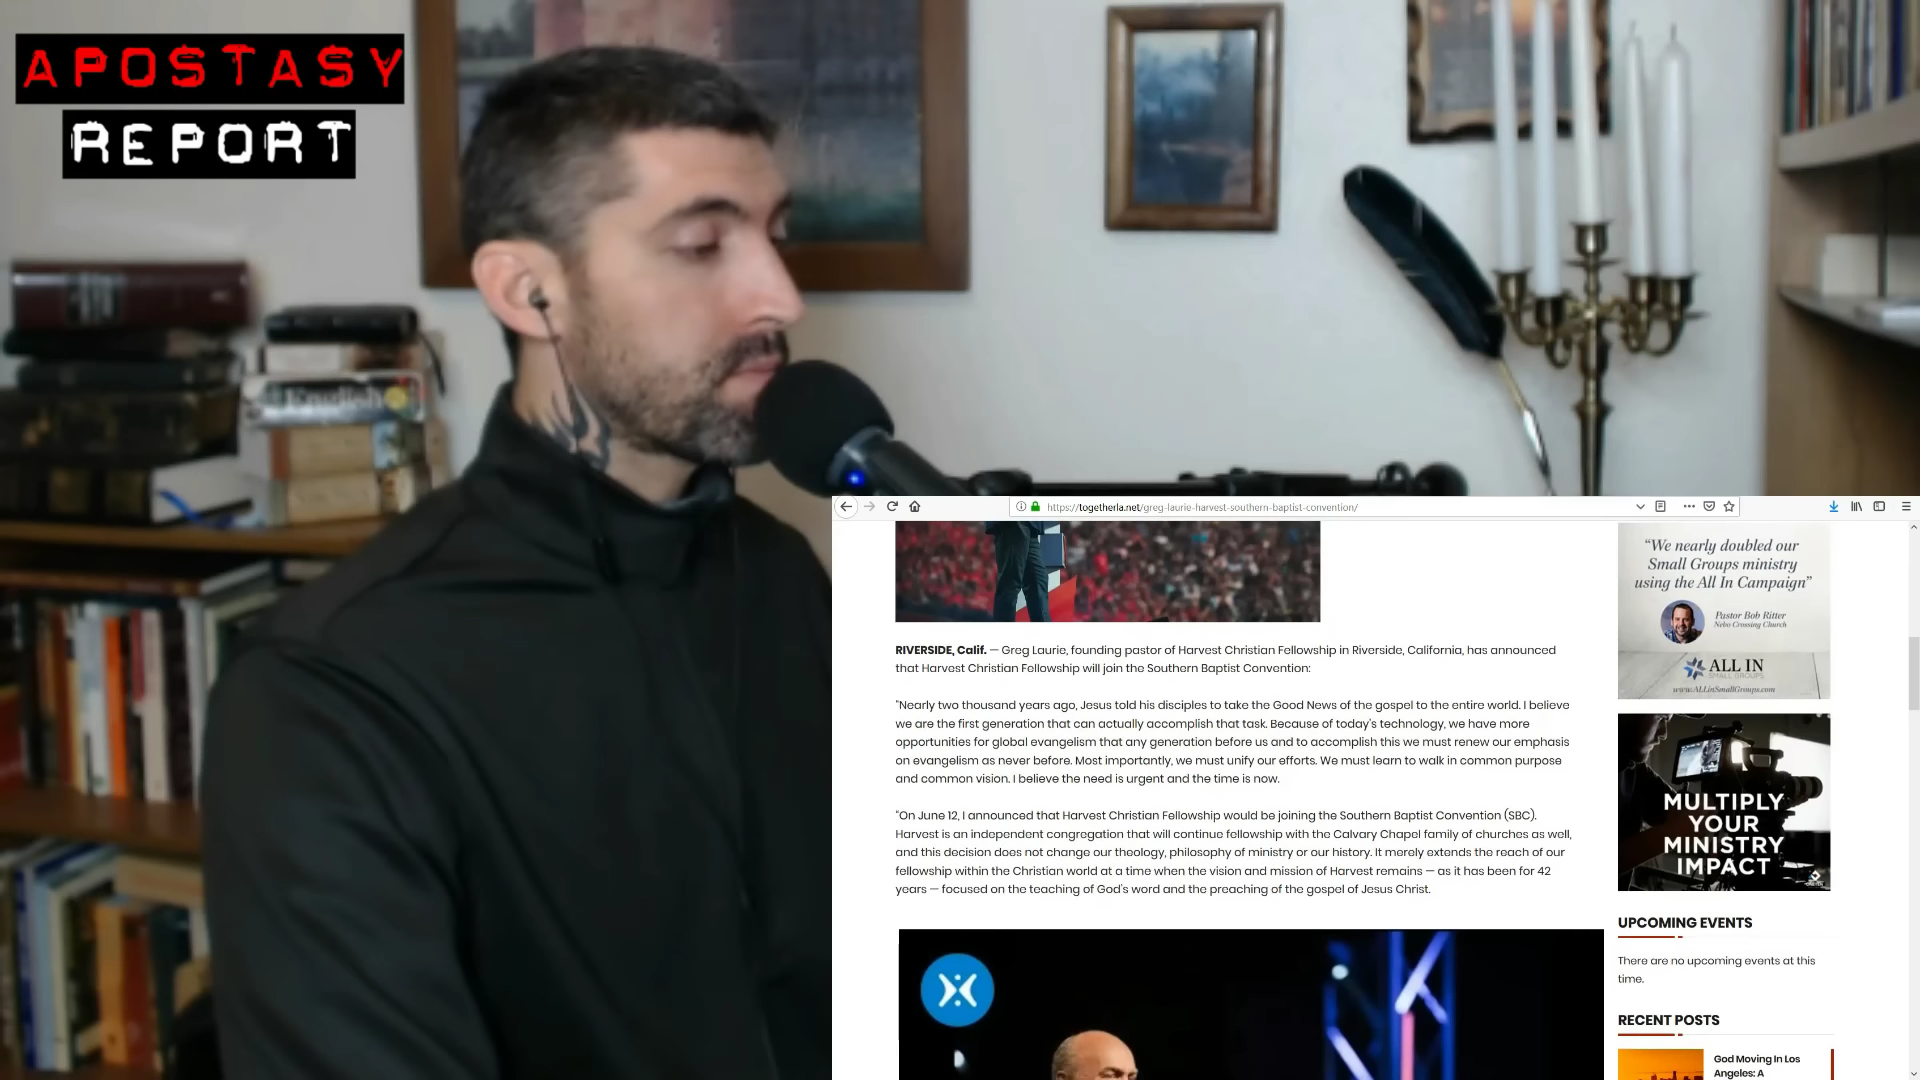 APOSTASY
REPORT
English
https://togetherla.net/greg-laurie-harvest-southern-baptist-convention/
"We nearly doubled our
Small Groups ministry
using the All In Campaign"
Pastor Bob Ritter
Nebo Crossing Church
ALL IN
SMALL GROUPS
www.ALLinSmallGroups.com
RIVERSIDE, Calif. — Greg Laurie, founding pastor of Harvest Christian Fellowship in Riverside, California, has announced
that Harvest Christian Fellowship will join the Southern Baptist Convention:
"Nearly two thousand years ago, Jesus told his disciples to take the Good News of the gospel to the entire world. I believe
we are the first generation that can actually accomplish that task. Because of today's technology, we have more
opportunities for global evangelism that any generation before us and to accomplish this we must renew our emphasis
on evangelism as never before. Most importantly, we must unify our efforts. We must learn to walk in common purpose
and common vision. I believe the need is urgent and the time is now.
"On June 12, I announced that Harvest Christian Fellowship would be joining the Southern Baptist Convention (SBC).
Harvest is an independent congregation that will continue fellowship with the Calvary Chapel family of churches as well,
and this decision does not change our theology, philosophy of ministry or our history. It merely extends the reach of our
fellowship within the Christian world at a time when the vision and mission of Harvest remains — as it has been for 42
years — focused on the teaching of God's word and the preaching of the gospel of Jesus Christ.
MULTIPLY
YOUR
MINISTRY
IMPACT
UPCOMING EVENTS
There are no upcoming events at this
time.
RECENT POSTS
God Moving In Los
Angeles: A